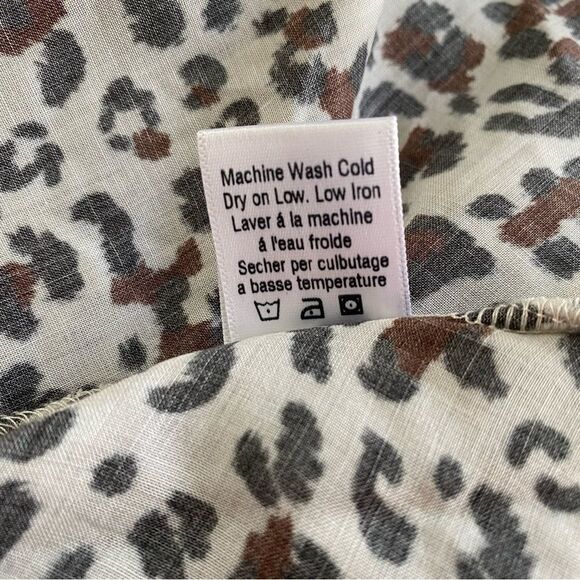 Machine Wash Cold
Dry on Low. Low Iron
Laver á la machine
á l'eau froide
Secher per culbutage
a basse temperature